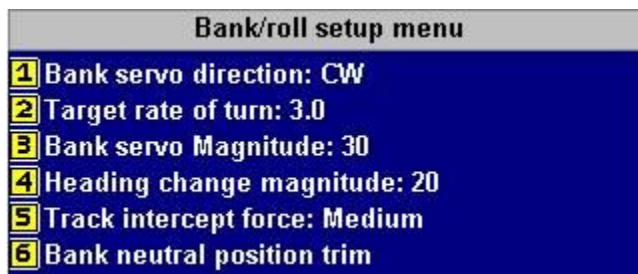 Bank/roll setup menu
1 Bank servo direction: CW
2 Target rate of turn: 3.0
3 Bank servo Magnitude: 30
4 Heading change magnitude: 20
5 Track intercept force: Medium
6 Bank neutral position trim